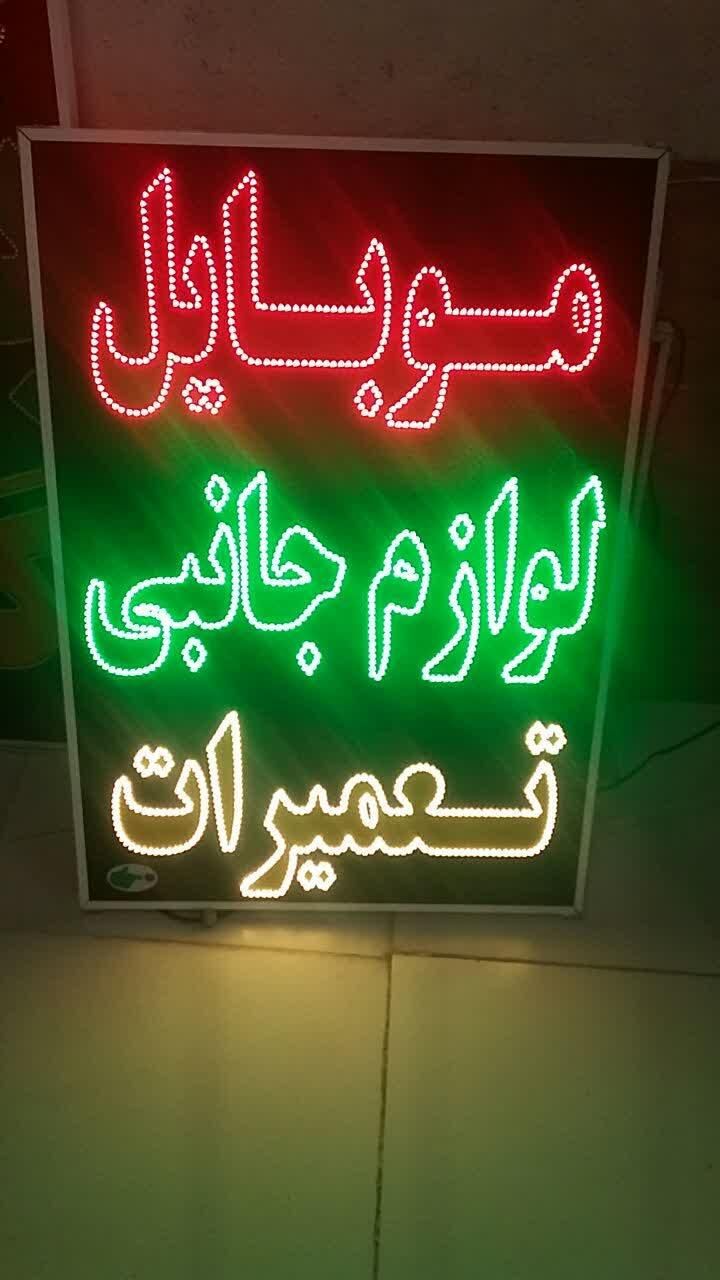 موبایل
لوازم جانبی
تعمیرات